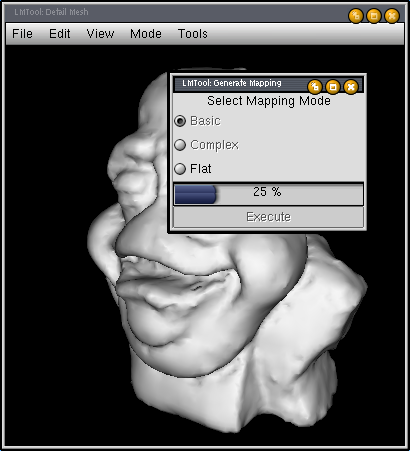 LMTool: Detail Mesh
File Edit View Mode Tools
LMTool: Generate Mapping
Select Mapping Mode
Basic
Complex
Flat
25 %
Execute